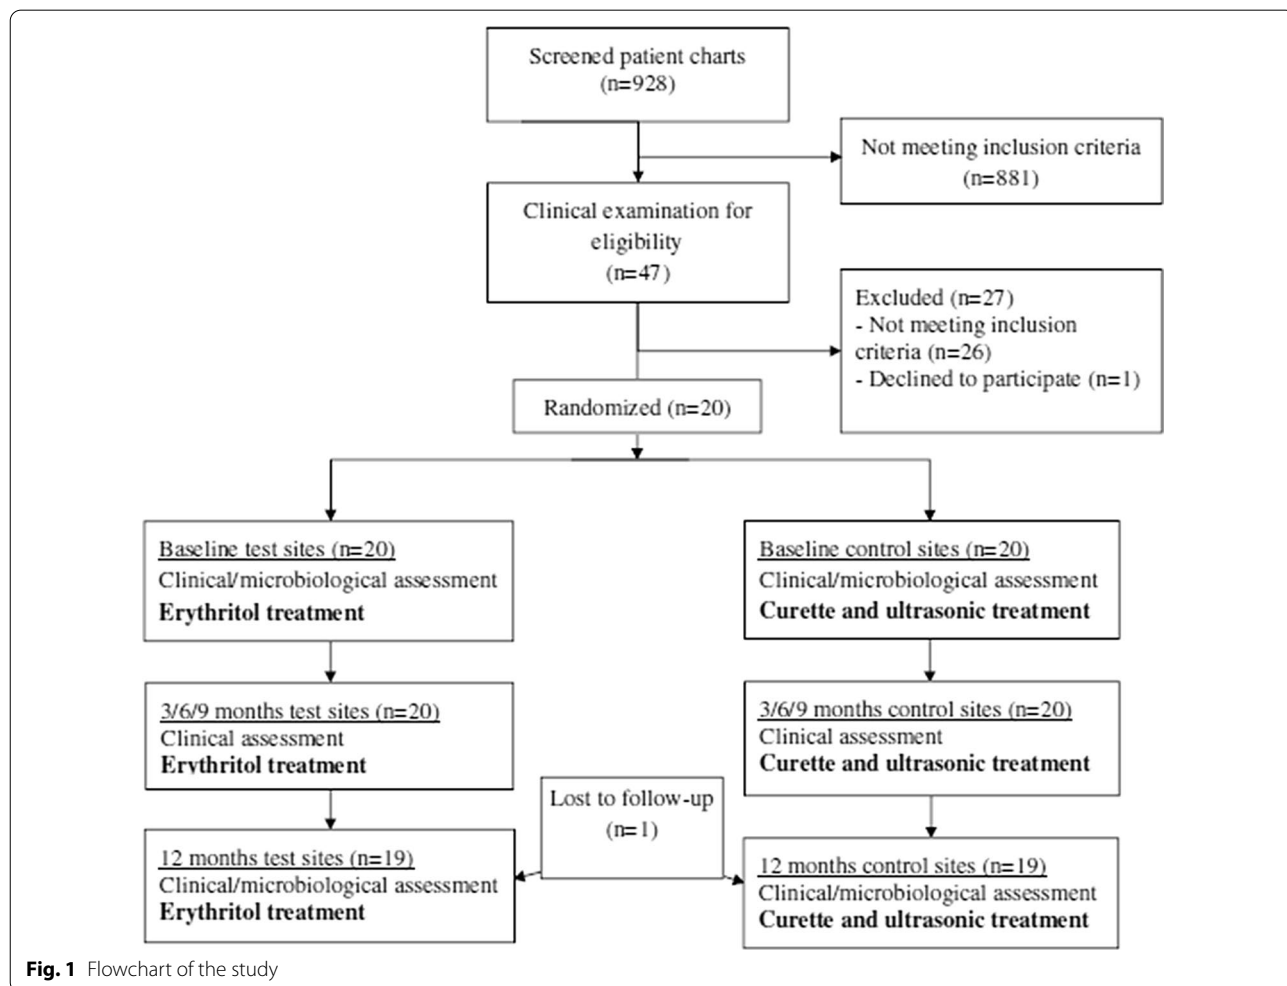 Screened patient charts
(n=928)
Not meeting inclusion criteria
(n=881)
Clinical examination for
eligibility
(n=47)
Excluded (n=27)
- Not meeting inclusion
criteria (n=26)
- Declined to participate (n=1)
Randomized (n=20)
Baseline test sites (n=20)
Clinical/microbiological assessment
Erythritol treatment
Baseline control sites (n=20)
Clinical/microbiological assessment
Curette and ultrasonic treatment
3/6/9 months test sites (n=20)
Clinical assessment
Erythritol treatment
3/6/9 months control sites (n=20)
Clinical assessment
Curette and ultrasonic treatment
Lost to follow-up
(n=1)
12 months test sites (n=19)
Clinical/microbiological assessment
Erythritol treatment
12 months control sites (n=19)
Clinical/microbiological assessment
Curette and ultrasonic treatment
Fig. 1 Flowchart of the study